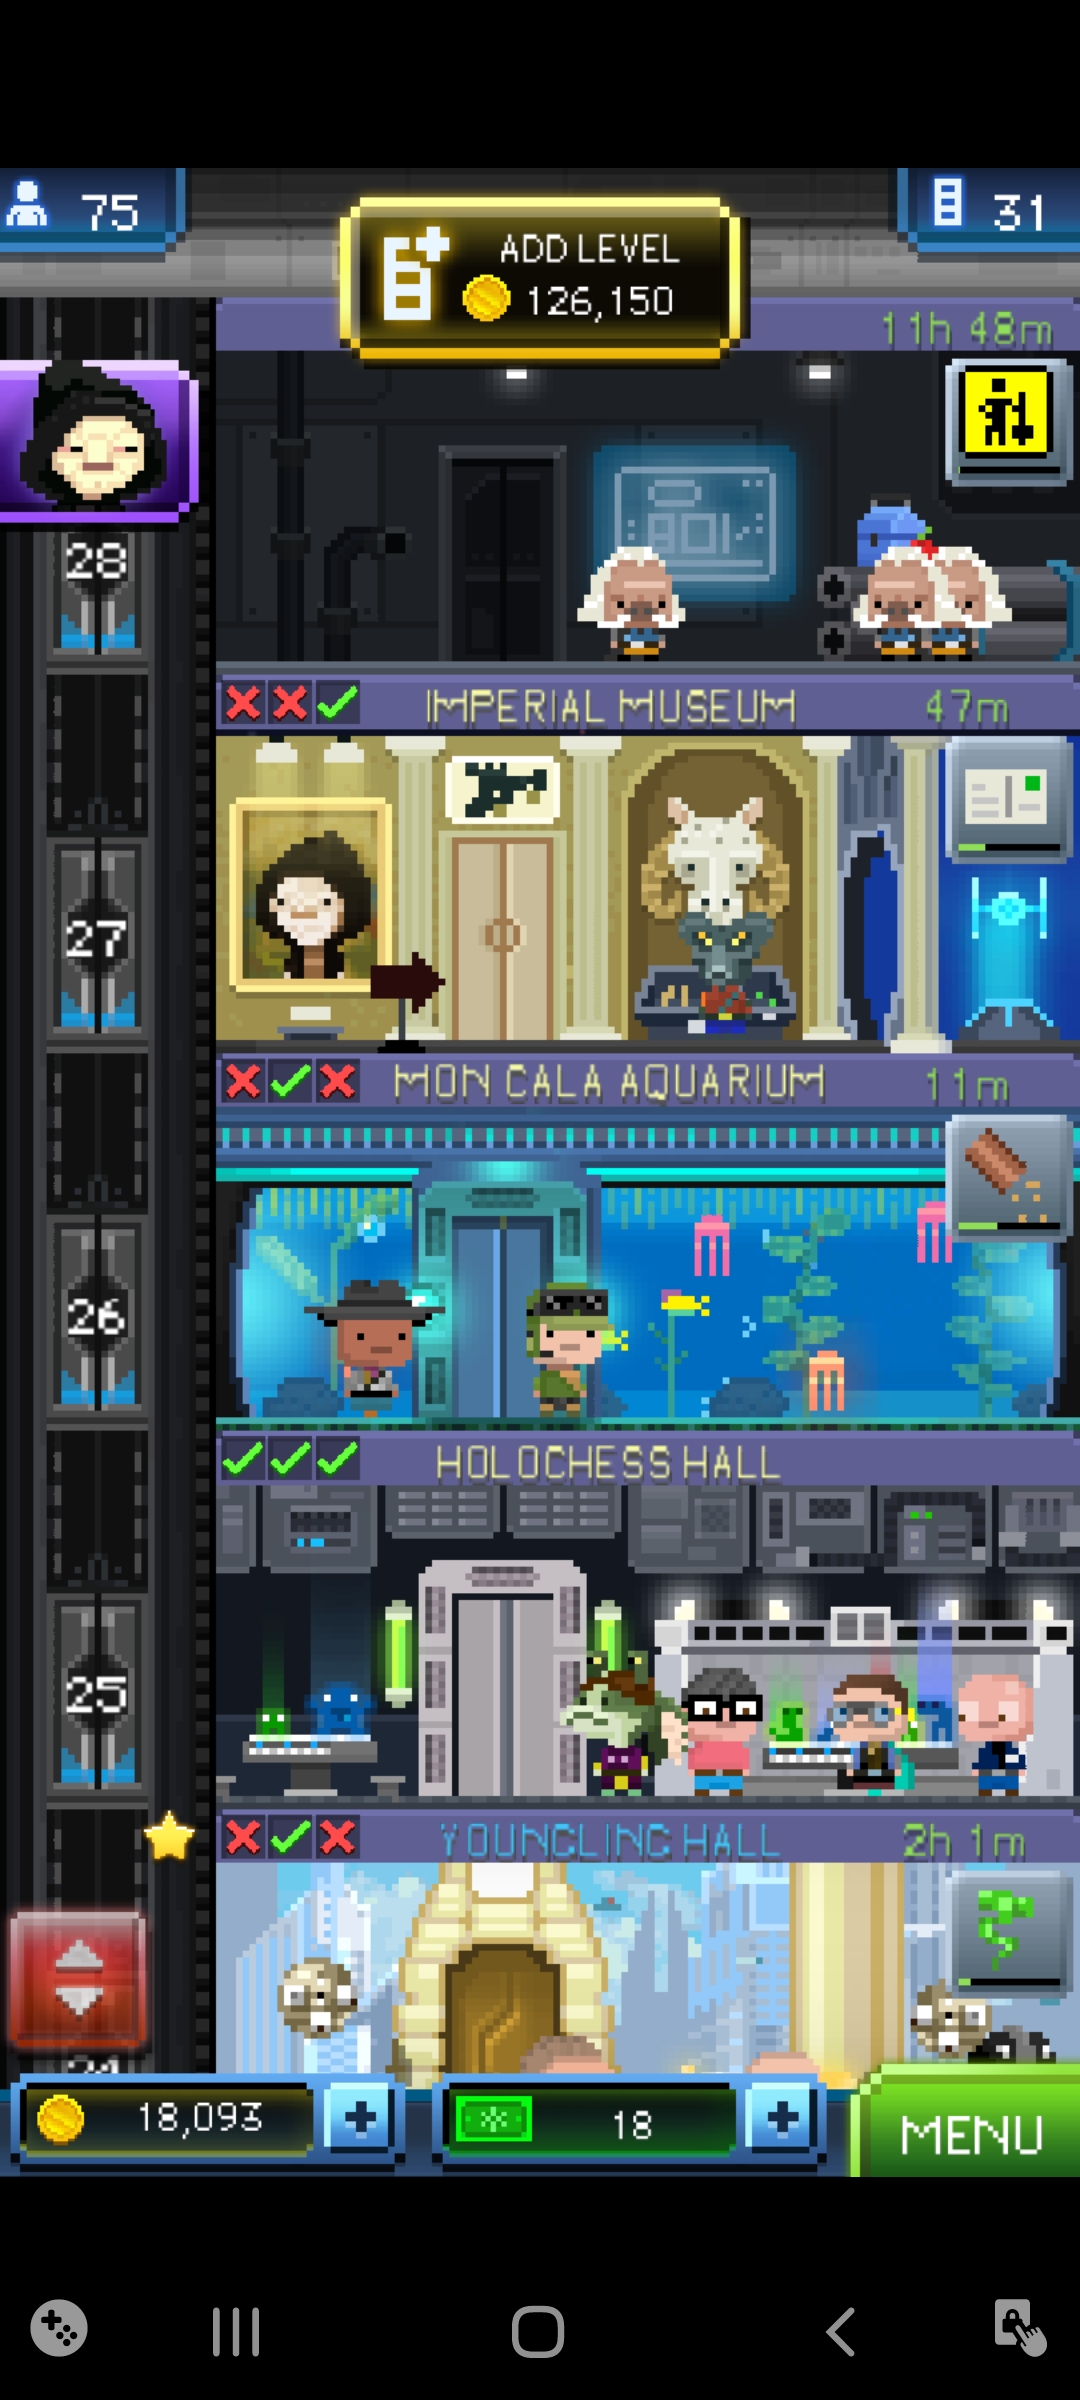 75
ADD LEVEL
126,150
31
11h 48m
28
IMPERIAL MUSEUM
47m
27
MON CALA AQUARIUM
11m
26
HOLOCHESS HALL
25
YOUNGLING HALL
2h 1m
18,093
18
MENU